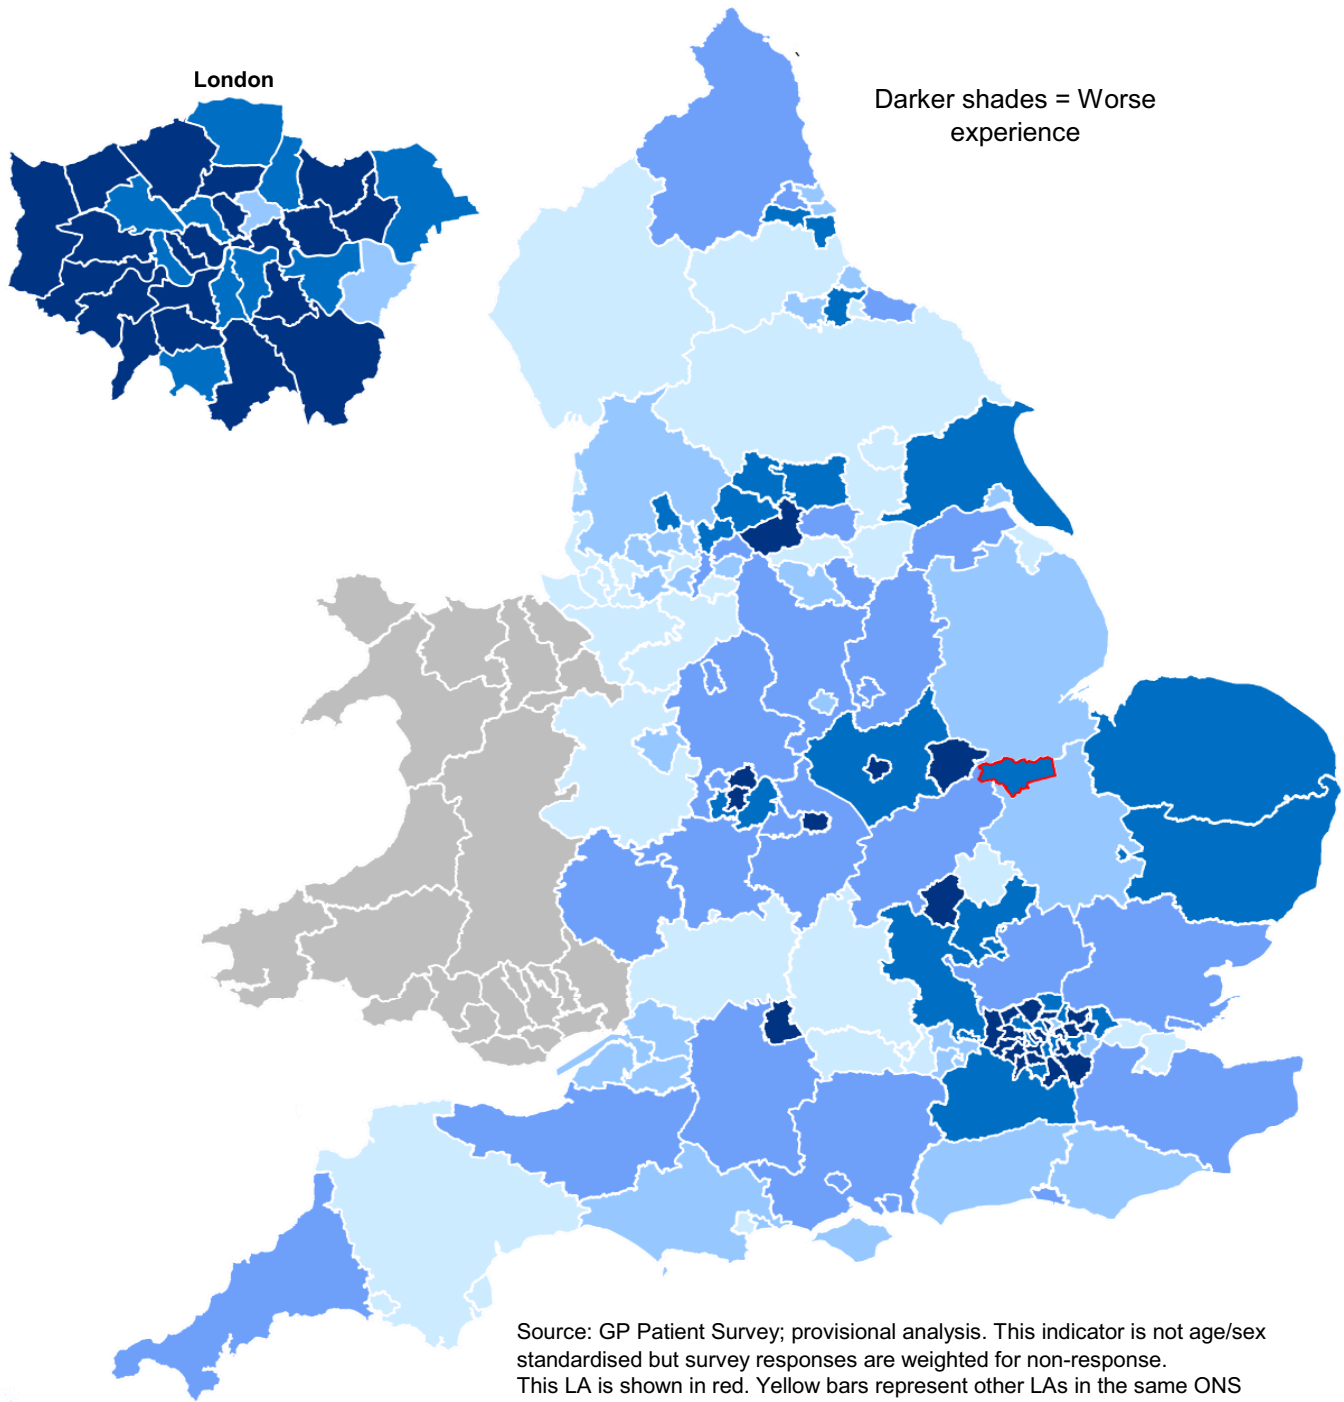 London
Darker shades = Worse
experience
Source: GP Patient Survey; provisional analysis. This indicator is not age/sex
standardised but survey responses are weighted for non-response.
This LA is shown in red. Yellow bars represent other LAs in the same ONS